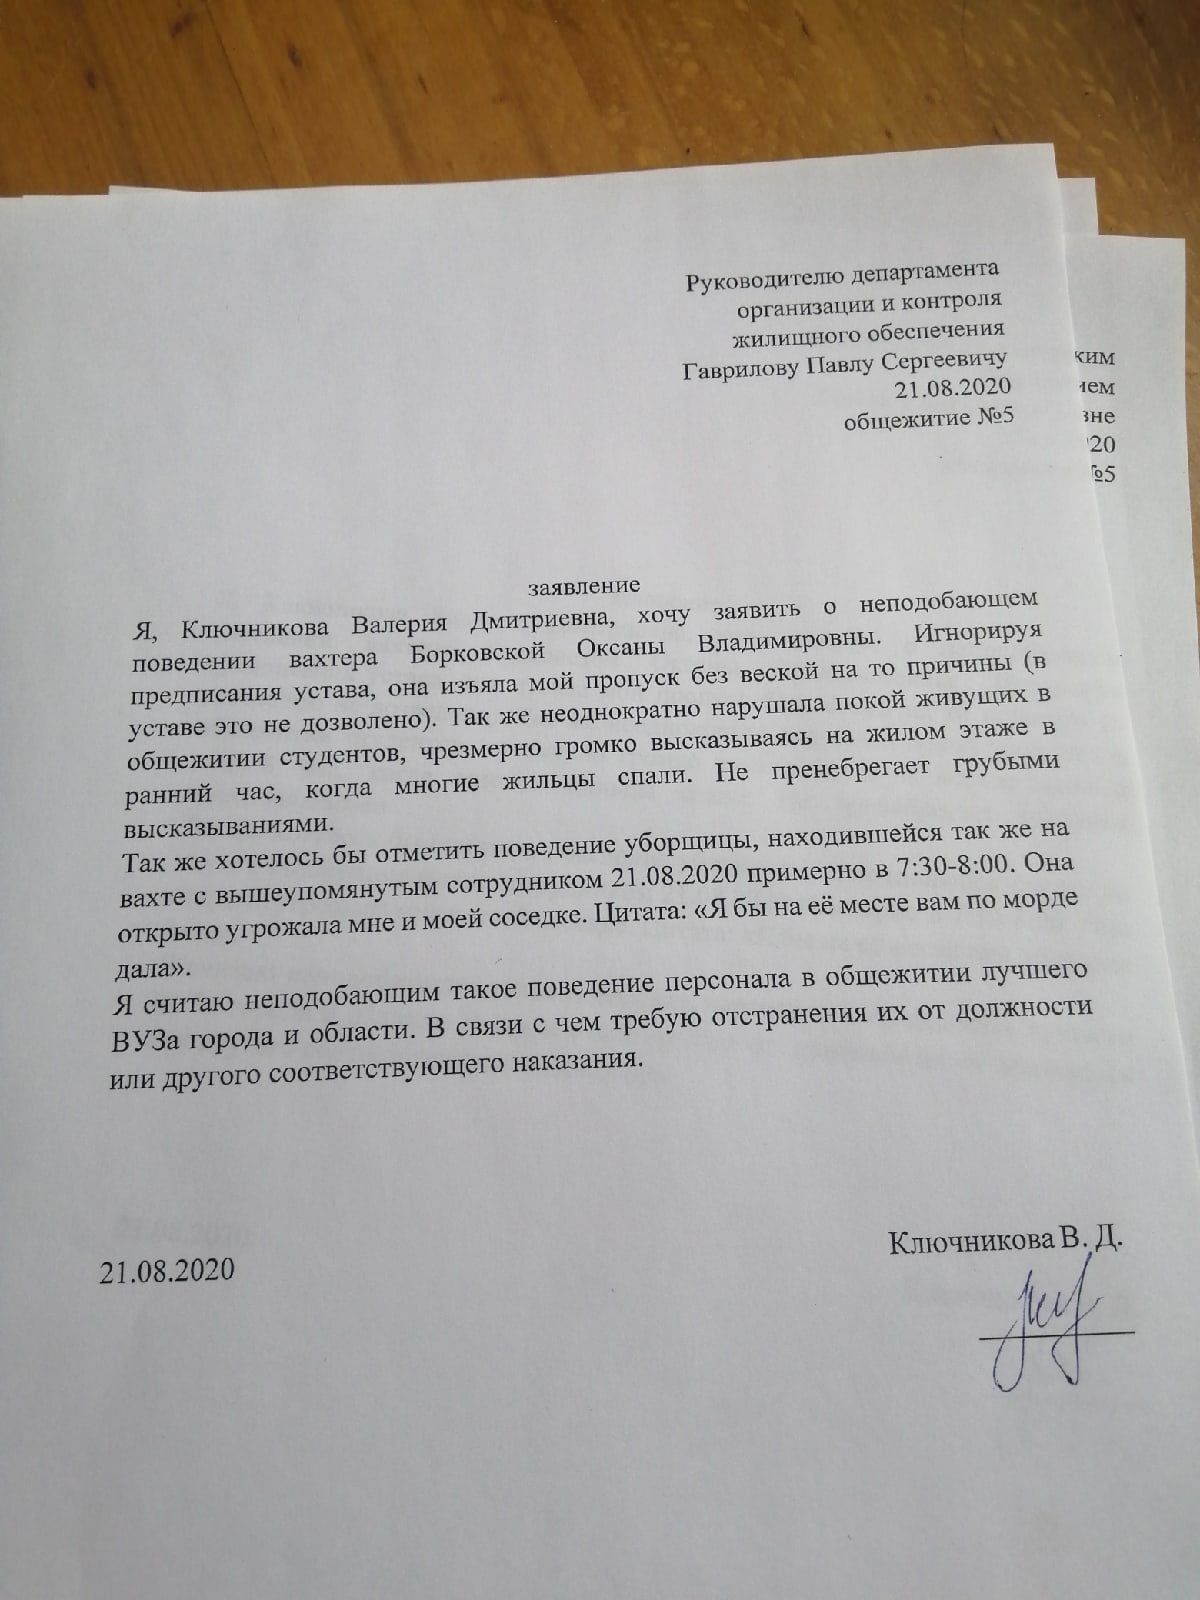 Руководителю департамента
организации и контроля
жилищного обеспечения
Гаврилову Павлу Сергеевичу
21.08.2020
общежитие №5
ким
ием
вне
020
№5
заявление
Я, Ключникова Валерия Дмитриевна, хочу заявить о неподобающем
поведении вахтера Борковской Оксаны Владимировны. Игнорируя
предписания устава, она изъяла мой пропуск без веской на то причины (в
уставе это не дозволено). Так же неоднократно нарушала покой живущих в
общежитии студентов, чрезмерно громко высказываясь на жилом этаже в
ранний час, когда многие жильцы спали. Не пренебрегает грубыми
высказываниями.
Так же хотелось бы отметить поведение уборщицы, находившейся так же на
вахте с вышеупомянутым сотрудником 21.08.2020 примерно в 7:30-8:00. Она
открыто угрожала мне и моей соседке. Цитата: «Я бы на её месте вам по морде
дала».
Я считаю неподобающим такое поведение персонала в общежитии лучшего
ВУЗа города и области. В связи с чем требую отстранения их от должности
или другого соответствующего наказания.
Ключникова В. Д.
21.08.2020